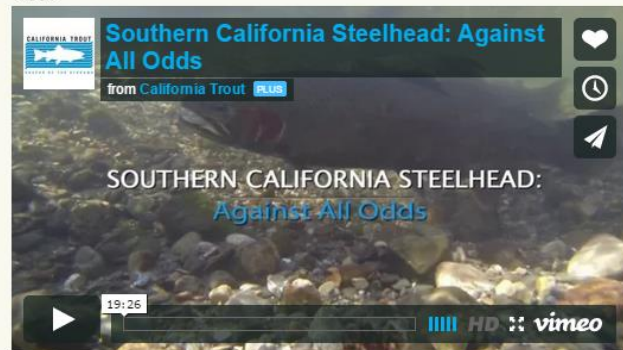 CALIFORNIA TROUT
Southern California Steelhead: Against
All Odds
from California Trout PLUS
SOUTHERN CALIFORNIA STEELHEAD:
Against All Odds
19:26
HD vimeo